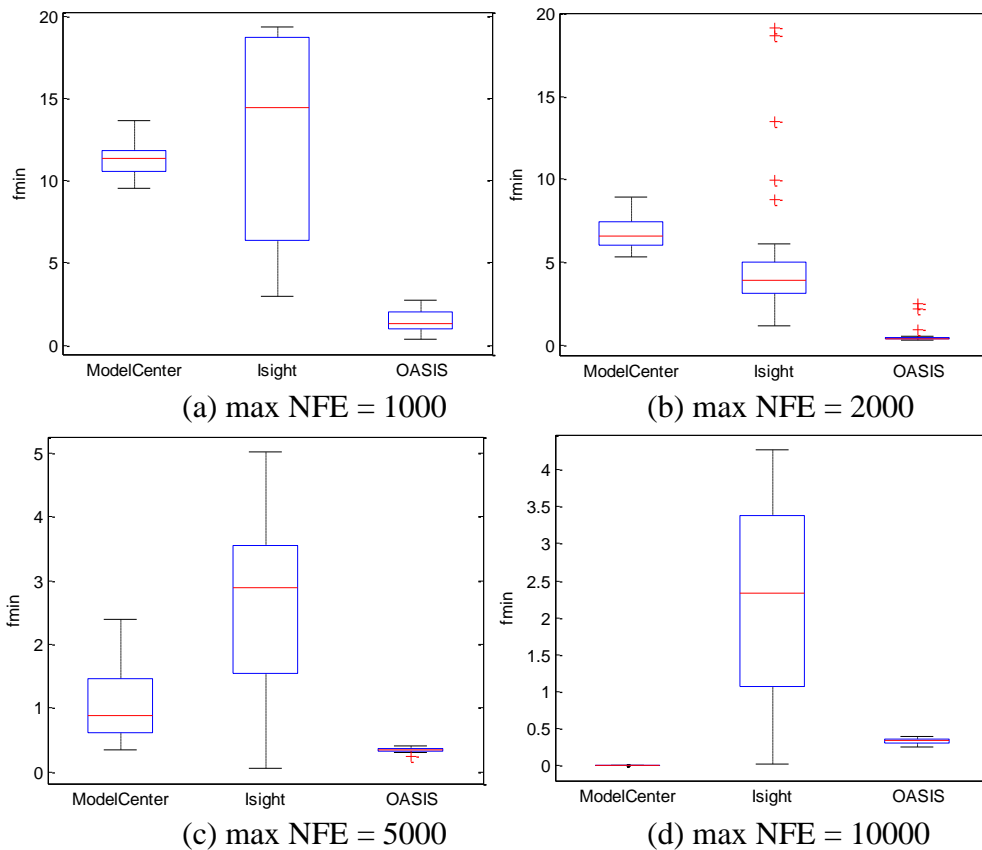 20
15
10
5
0
fmin
ModelCenter Isight OASIS
(a) max NFE = 1000
20
15
10
5
0
fmin
ModelCenter Isight OASIS
(b) max NFE = 2000
5
4
3
2
1
0
fmin
ModelCenter Isight OASIS
(c) max NFE = 5000
4
3.5
3
2.5
2
1.5
1
0.5
0
fmin
ModelCenter Isight OASIS
(d) max NFE = 10000